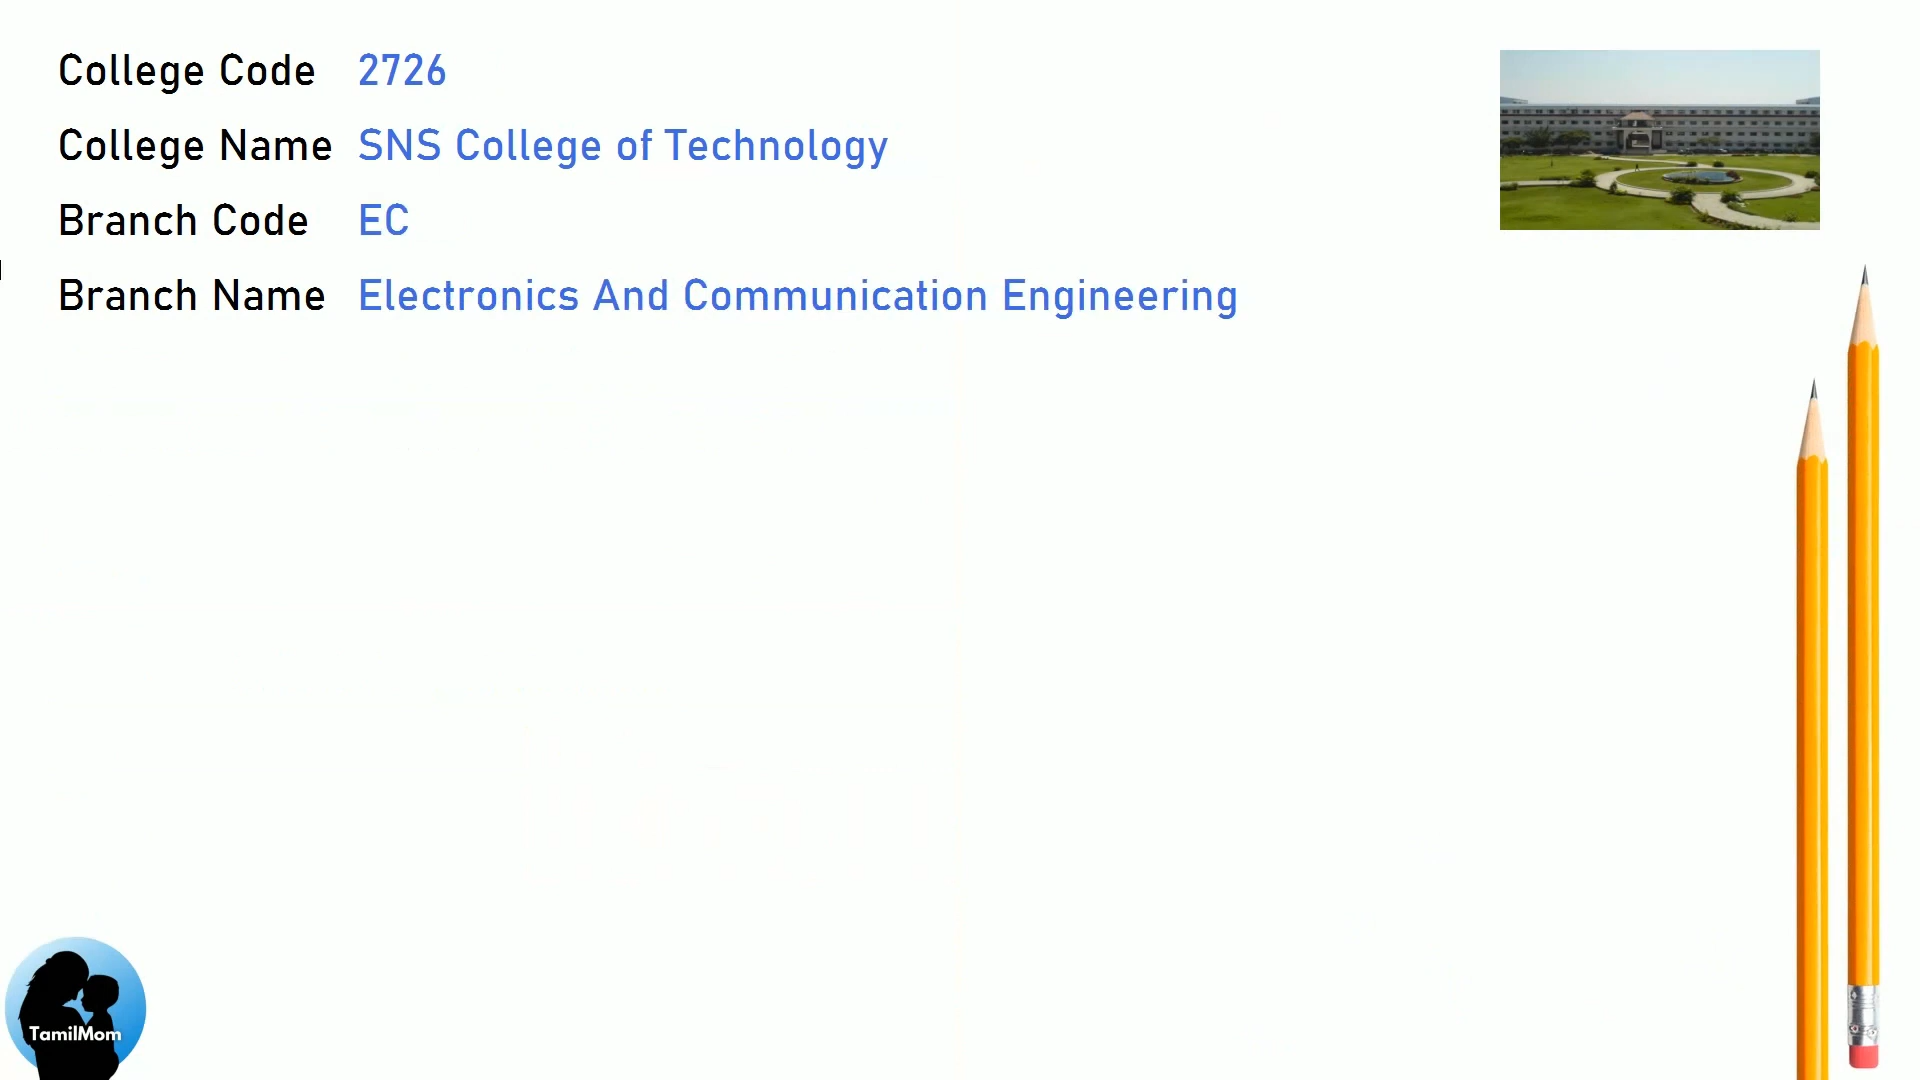 College Code 2726
College Name SNS College of Technology
Branch Code EC
Branch Name Electronics And Communication Engineering
TamilMom